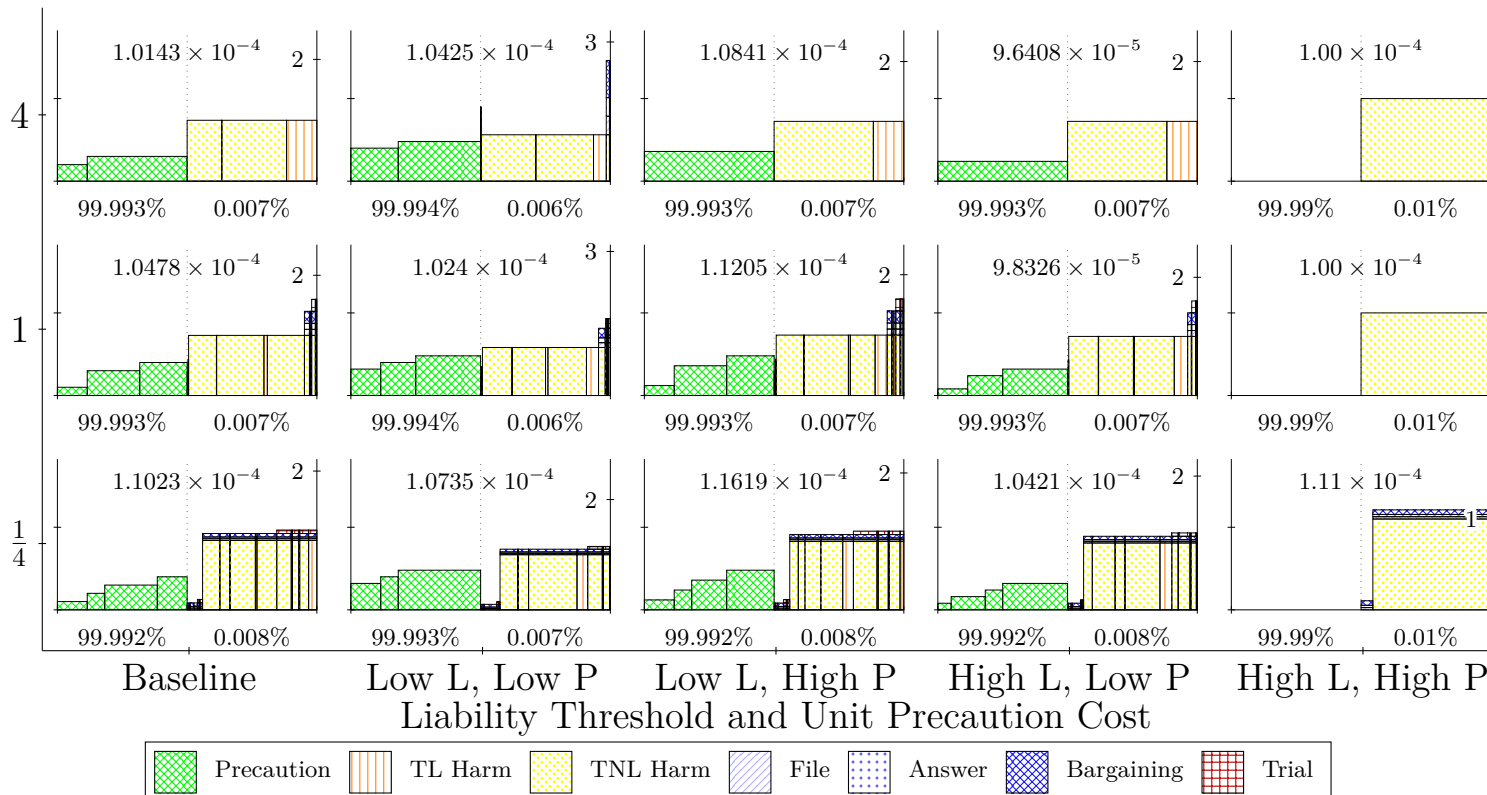 1.0143 × 10⁻⁴ 2 1.0425 × 10⁻⁴ 3 1.0841 × 10⁻⁴ 2 9.6408 × 10⁻⁵ 2 1.00 × 10⁻⁴
4
99.993% 0.007% 99.994% 0.006% 99.993% 0.007% 99.993% 0.007% 99.99% 0.01%
1.0478 × 10⁻⁴ 2 1.024 × 10⁻⁴ 3 1.1205 × 10⁻⁴ 2 9.8326 × 10⁻⁵ 2 1.00 × 10⁻⁴
1
99.993% 0.007% 99.994% 0.006% 99.993% 0.007% 99.993% 0.007% 99.99% 0.01%
1.1023 × 10⁻⁴ 2 1.0735 × 10⁻⁴ 2 1.1619 × 10⁻⁴ 2 1.0421 × 10⁻⁴ 2 1.11 × 10⁻⁴ 1
1/4
99.992% 0.008% 99.993% 0.007% 99.992% 0.008% 99.992% 0.008% 99.99% 0.01%
Baseline Low L, Low P Low L, High P High L, Low P High L, High P
Liability Threshold and Unit Precaution Cost
Precaution TL Harm TNL Harm File Answer Bargaining Trial